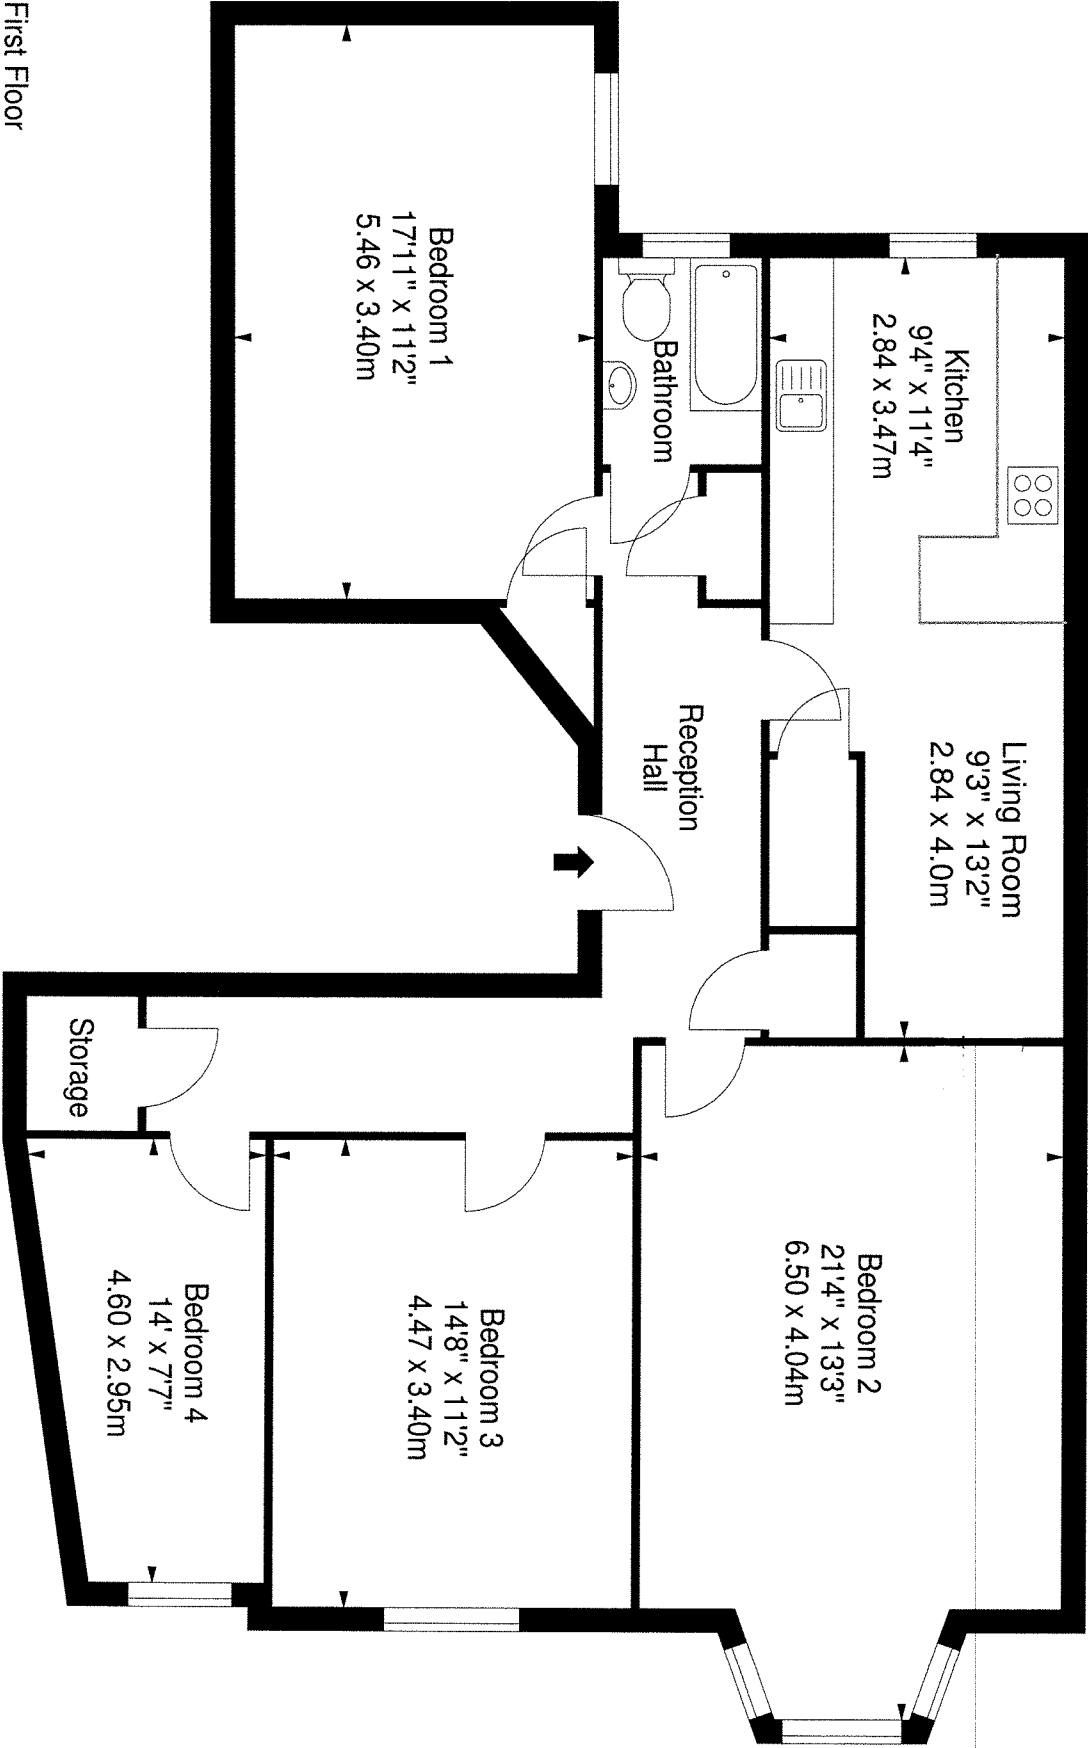 First Floor
Kitchen
9'4" x 11'4"
2.84 x 3.47m
Living Room
9'3" x 13'2"
2.84 x 4.0m
Bathroom
Reception
Hall
Bedroom 1
17'11" x 11'2"
5.46 x 3.40m
Bedroom 2
21'4" x 13'3"
6.50 x 4.04m
Bedroom 3
14'8" x 11'2"
4.47 x 3.40m
Storage
Bedroom 4
14' x 7'7"
4.60 x 2.95m